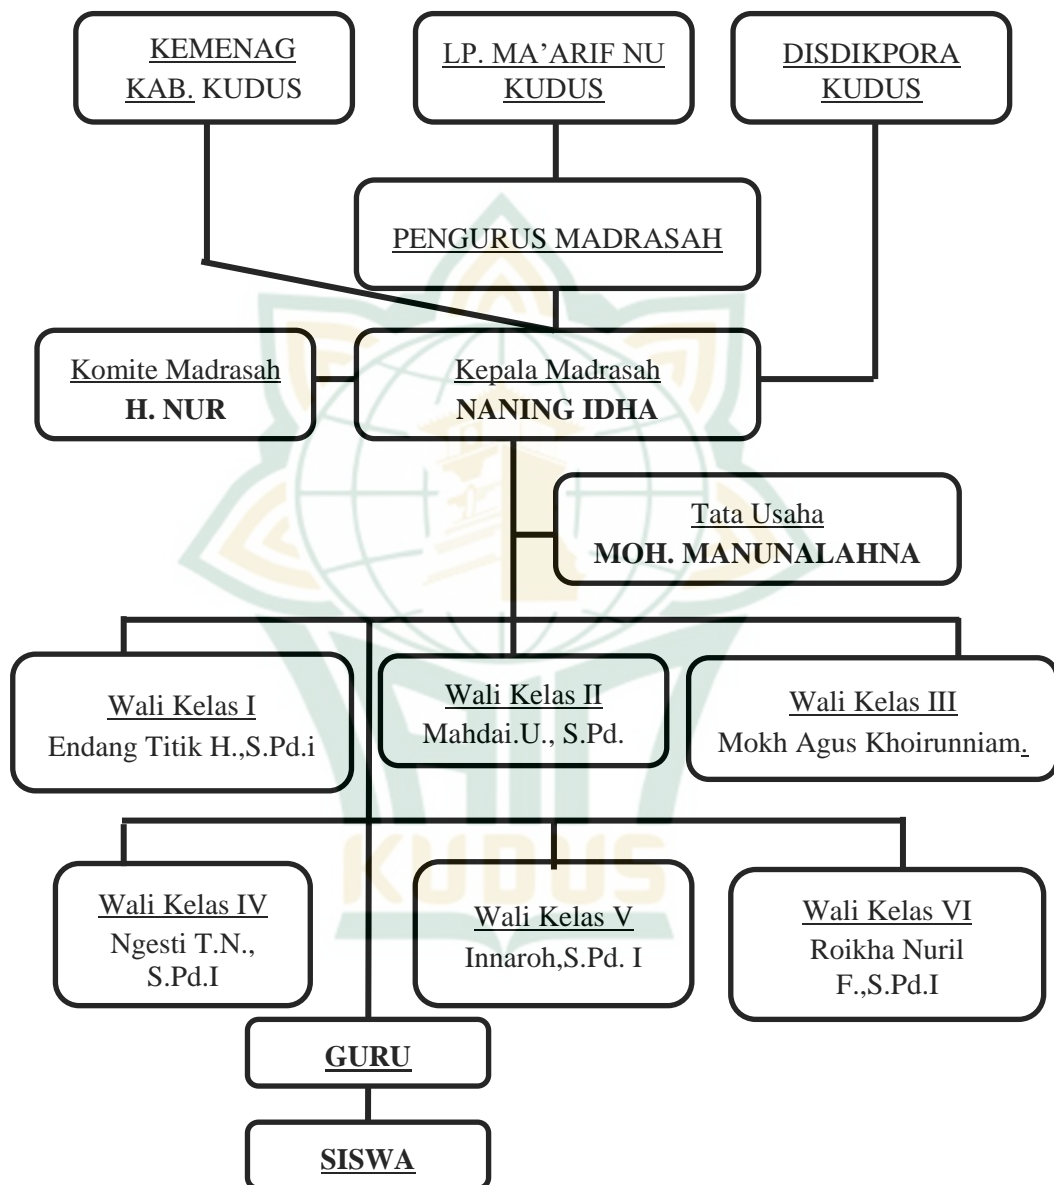 KEMENAG
KAB. KUDUS
LP. MA’ARIF NU
KUDUS
DISDIKPORA
KUDUS
PENGURUS MADRASAH
Komite Madrasah
H. NUR
Kepala Madrasah
NANING IDHA
Tata Usaha
MOH. MANUNALAHNA
Wali Kelas I
Endang Titik H.,S.Pd.i
Wali Kelas II
Mahdai.U., S.Pd.
Wali Kelas III
Mokh Agus Khoirunniam.
Wali Kelas IV
Ngesti T.N.,
S.Pd.I
Wali Kelas V
Innaroh,S.Pd. I
Wali Kelas VI
Roikha Nuril
F.,S.Pd.I
KUDUS
GURU
SISWA